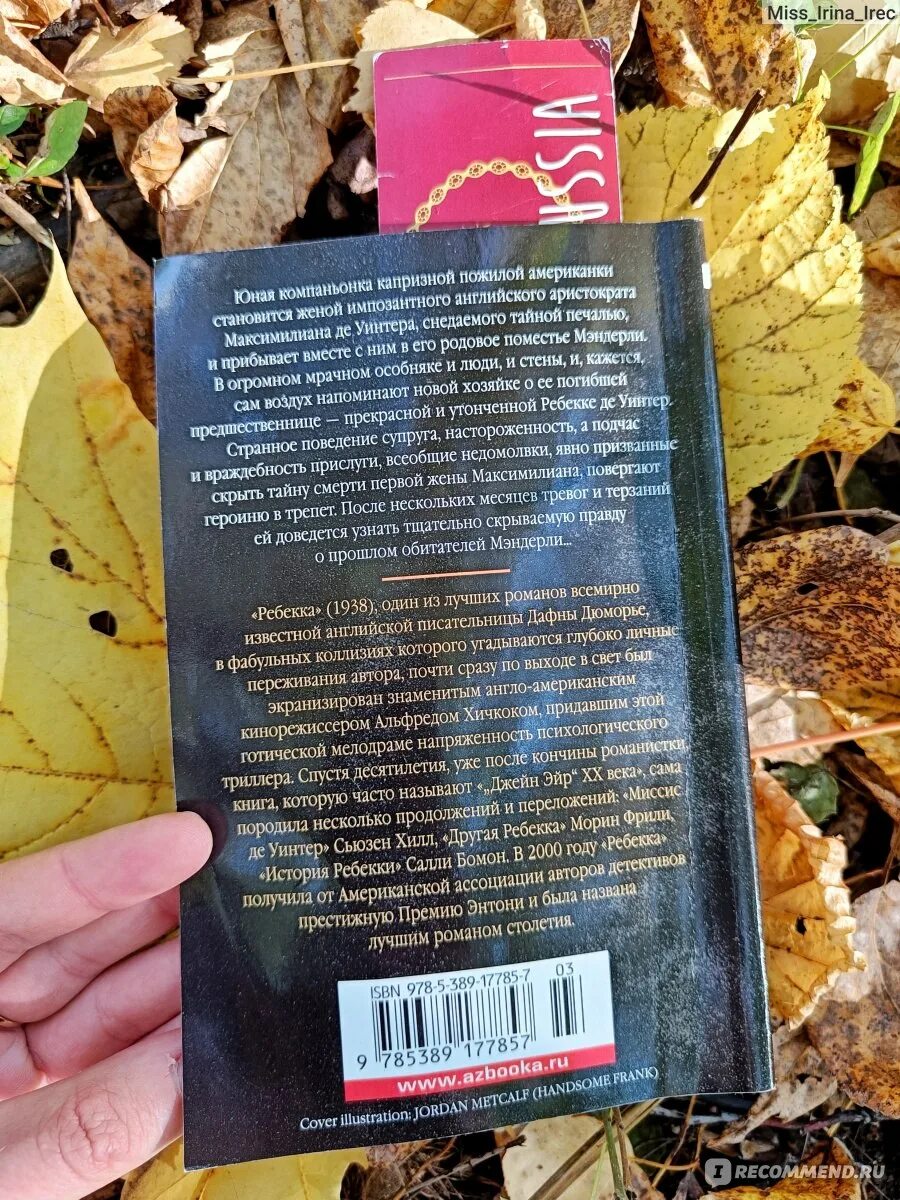 Miss_Irina_Irec
USSIA
Юная компаньонка капризной пожилой американки
становится женой импозантного английского аристократа
Максимилиана де Уинтера, снедаемого тайной печалью,
и прибывает вместе с ним в его родовое поместье Мэндерли.
В огромном мрачном особняке и люди, и стены, и, кажется,
сам воздух напоминают новой хозяйке о ее погибшей
предшественнице — прекрасной и утонченной Ребекке де Уинтер.
Странное поведение супруга, настороженность, а подчас
и враждебность прислуги, всеобщие недомолвки, явно призванные
скрыть тайну смерти первой жены Максимилиана, повергают
героиню в трепет. После нескольких месяцев тревог и терзаний
ей доведется узнать тщательно скрываемую правду
о прошлом обитателей Мэндерли...
«Ребекка» (1938), один из лучших романов всемирно
известной английской писательницы Дафны Дюморье,
в фабульных коллизиях которого угадываются глубоко личные
переживания автора, почти сразу по выходе в свет был
экранизирован знаменитым англо-американским
кинорежиссером Альфредом Хичкоком, придавшим этой
готической мелодраме напряженность психологического
триллера. Спустя десятилетия, уже после кончины романистки,
книга, которую часто называют «„Джейн Эйр“ XX века», сама
породила несколько продолжений и переложений: «Миссис
де Уинтер» Сьюзен Хилл, «Другая Ребекка» Морин Фрили,
«История Ребекки» Салли Бомон. В 2000 году «Ребекка»
получила от Американской ассоциации авторов детективов
престижную Премию Энтони и была названа
лучшим романом столетия.
ISBN 978-5-389-17785-7 03
9 785389 177857
www.azbooka.ru
Cover illustration: JORDAN METCALF (HANDSOME FRANK)
IRECOMMEND.RU